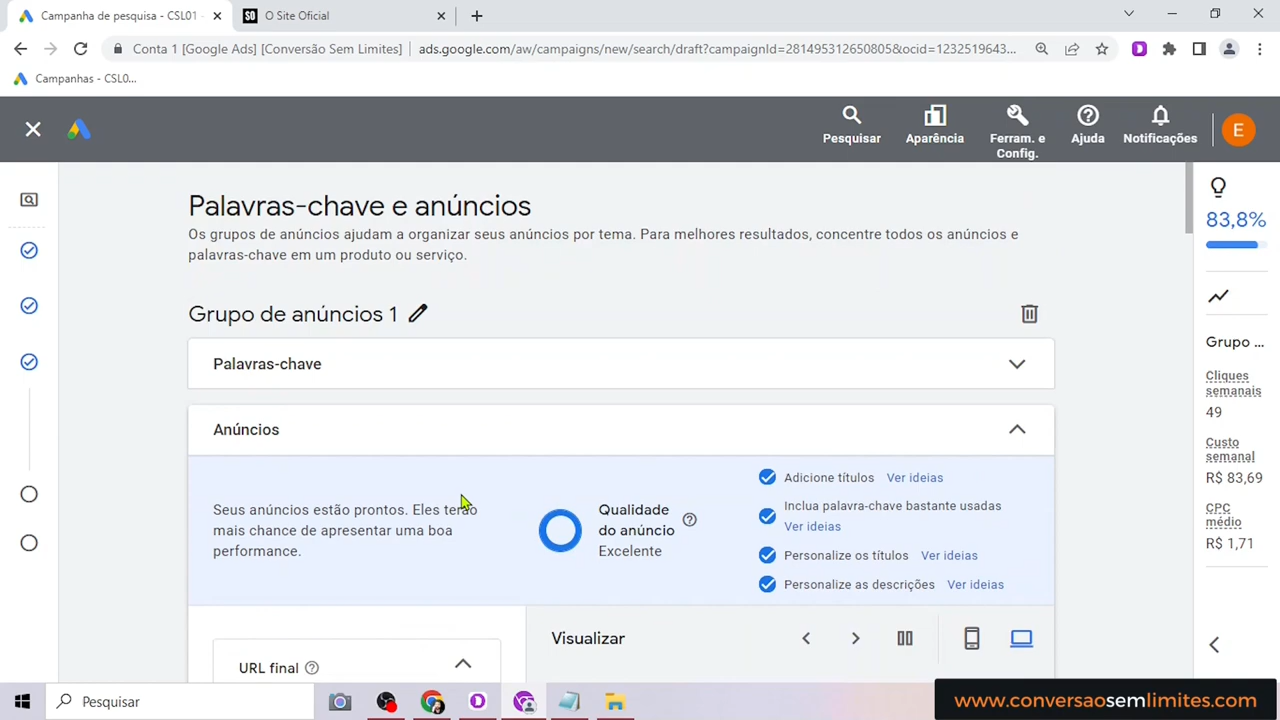 Campanha de pesquisa - CSL01 -
O Site Oficial
Conta 1 [Google Ads] [Conversão Sem Limites]
ads.google.com/aw/campaigns/new/search/draft?campaignId=281495312650805&ocid=1232519643...
Campanhas - CSL0...
Pesquisar
Aparência
Ferram. e
Config.
Ajuda
Notificações
E
Palavras-chave e anúncios
Os grupos de anúncios ajudam a organizar seus anúncios por tema. Para melhores resultados, concentre todos os anúncios e
palavras-chave em um produto ou serviço.
83,8%
Grupo de anúncios 1
Grupo ...
Palavras-chave
Cliques
semanais
49
Anúncios
Custo
semanal
R$ 83,69
CPC
médio
R$ 1,71
Seus anúncios estão prontos. Eles terão
mais chance de apresentar uma boa
performance.
Qualidade
do anúncio
Excelente
Adicione títulos Ver ideias
Inclua palavra-chave bastante usadas
Ver ideias
Personalize os títulos Ver ideias
Personalize as descrições Ver ideias
URL final
Visualizar
Pesquisar
www.conversaosemlimites.com